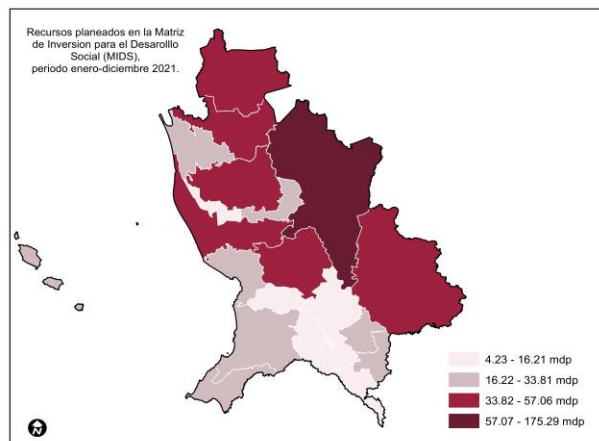 Recursos planeados en la Matriz
de Inversion para el Desarolllo
Social (MIDS),
periodo enero-diciembre 2021.
4.23 - 16.21 mdp
16.22 - 33.81 mdp
33.82 - 57.06 mdp
57.07 - 175.29 mdp
N